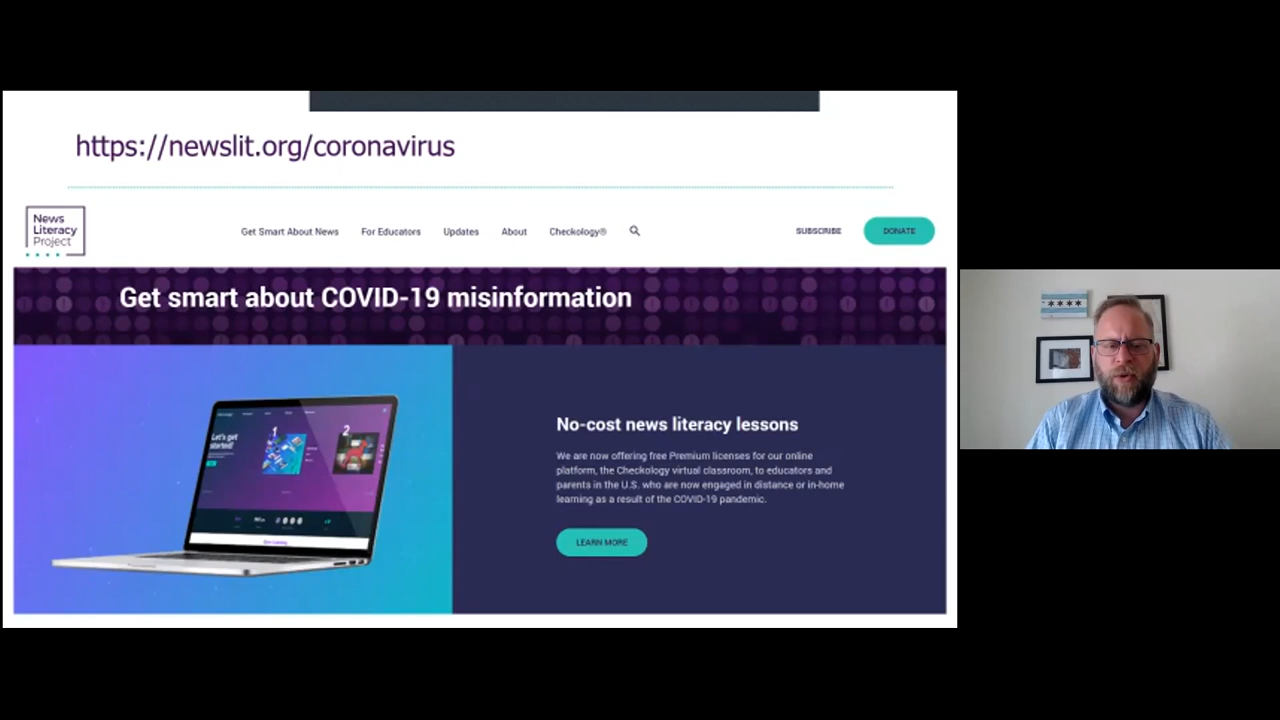 https://newslit.org/coronavirus
News
Literacy
Project
Get Smart About News
For Educators
Updates
About
Checkology®
SUBSCRIBE
DONATE
Get smart about COVID-19 misinformation
Let's get
started!
1
2
No-cost news literacy lessons
We are now offering free Premium licenses for our online
platform, the Checkology virtual classroom, to educators and
parents in the U.S. who are now engaged in distance or in-home
learning as a result of the COVID-19 pandemic.
LEARN MORE